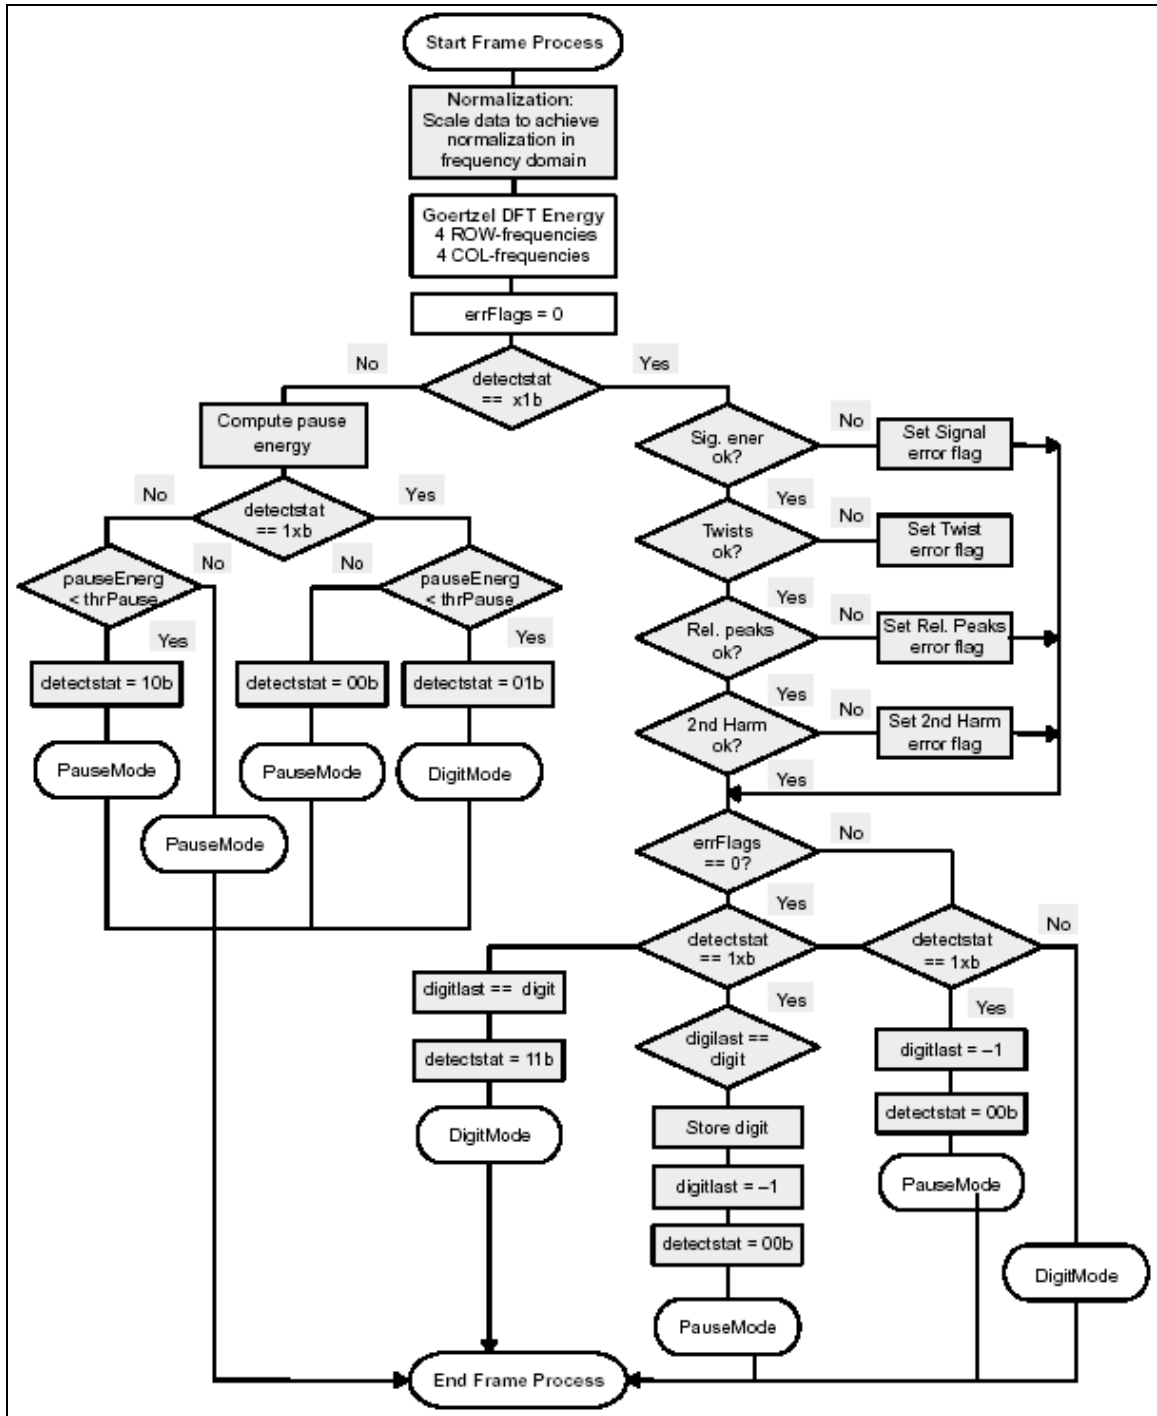 Start Frame Process
Normalization:
Scale data to achieve
normalization in
frequency domain
Goertzel DFT Energy
4 ROW-frequencies
4 COL-frequencies
errFlags = 0
No
Yes
detectstat
== x1b
Compute pause
energy
Sig. ener
ok?
No
Set Signal
error flag
No
Yes
detectstat
== 1xb
Yes
Twists
ok?
No
Set Twist
error flag
pauseEnerg
< thrPause
No
No
pauseEnerg
< thrPause
Yes
Rel. peaks
ok?
No
Set Rel. Peaks
error flag
Yes
Yes
detectstat = 10b
detectstat = 00b
detectstat = 01b
Yes
2nd Harm
ok?
No
Set 2nd Harm
error flag
PauseMode
PauseMode
DigitMode
Yes
PauseMode
errFlags
== 0?
No
Yes
detectstat
== 1xb
detectstat
== 1xb
No
digitlast == digit
Yes
Yes
detectstat = 11b
digilast ==
digit
digitlast = –1
DigitMode
Store digit
detectstat = 00b
digitlast = –1
PauseMode
detectstat = 00b
DigitMode
PauseMode
End Frame Process